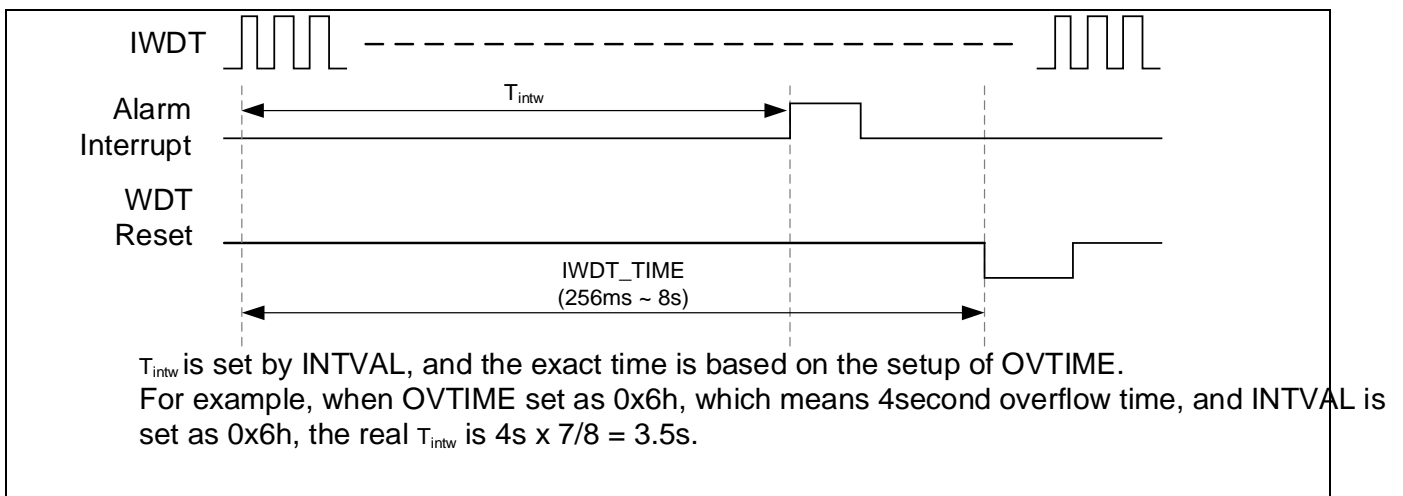 IWDT
Alarm
Interrupt
Tintw
WDT
Reset
IWDT_TIME
(256ms ~ 8s)
Tintw is set by INTVAL, and the exact time is based on the setup of OVTIME.
For example, when OVTIME set as 0x6h, which means 4second overflow time, and INTVAL is
set as 0x6h, the real Tintw is 4s x 7/8 = 3.5s.